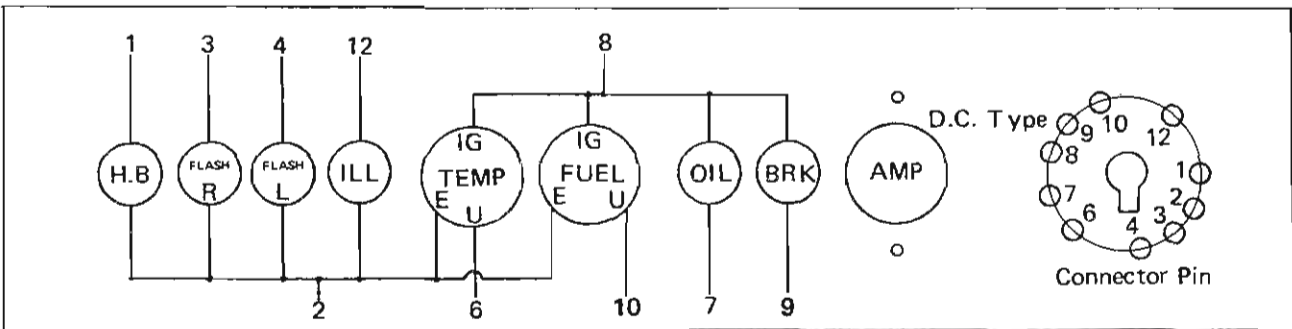 1 3 4 12 8
H.B
FLASH
R
FLASH
L
ILL
IG
TEMP
E
U
IG
FUEL
E
U
OIL
BRK
AMP
2 6 10 7 9
D.C. Type
10
12
9
8
1
7
2
6
3
4
Connector Pin